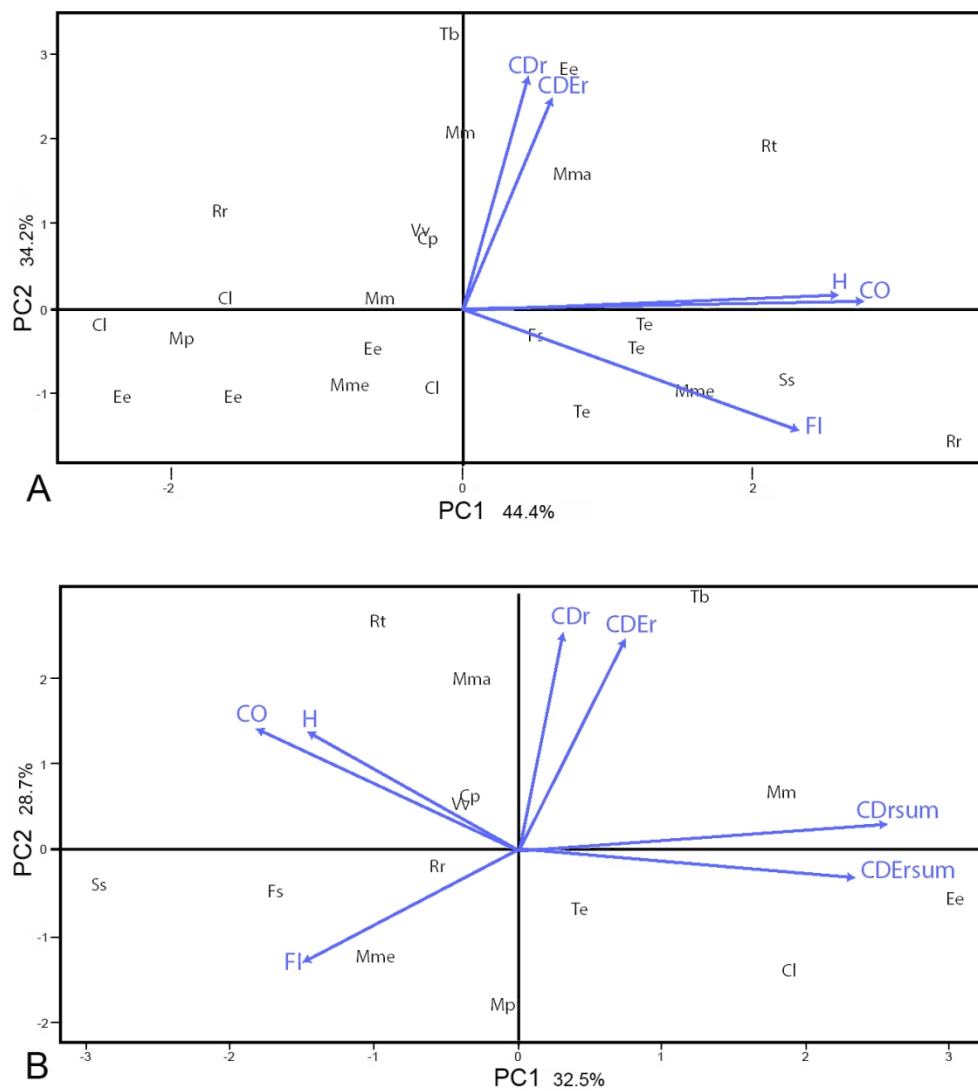 Tb
3
CDr
Ee
CDEr
Mm
2
Rt
Mma
Rr
1
Vv
Cp
PC2 34.2%
H
Cl
Mm
CO
0
Cl
Te
Mp
Fs
Ee
Te
Mme
Cl
Ss
-1
Ee
Ee
Mme
Te
FI
Rr
A
-2
0
2
PC1 44.4%
Tb
CDr
CDEr
Rt
2
Mma
CO
H
1
Mm
Cp
Vv
CDrsum
PC2 28.7%
0
Rr
CDErsum
Ss
Fs
Ee
Te
-1
Mme
FI
Cl
Mp
-2
B
-3
-2
-1
0
1
2
3
PC1 32.5%